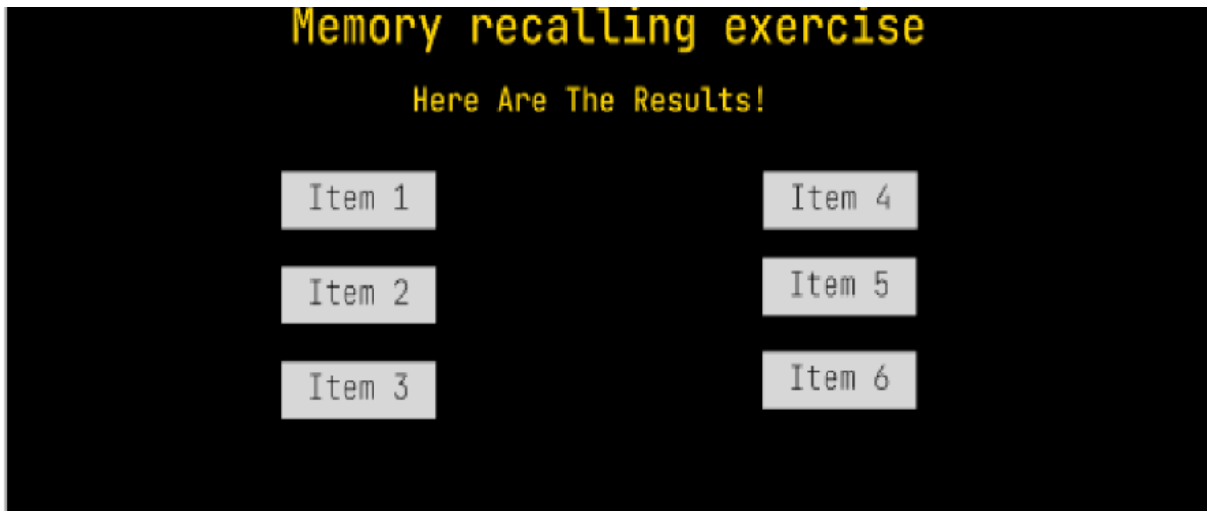 Memory recalling exercise
Here Are The Results!
Item 1
Item 2
Item 3
Item 4
Item 5
Item 6